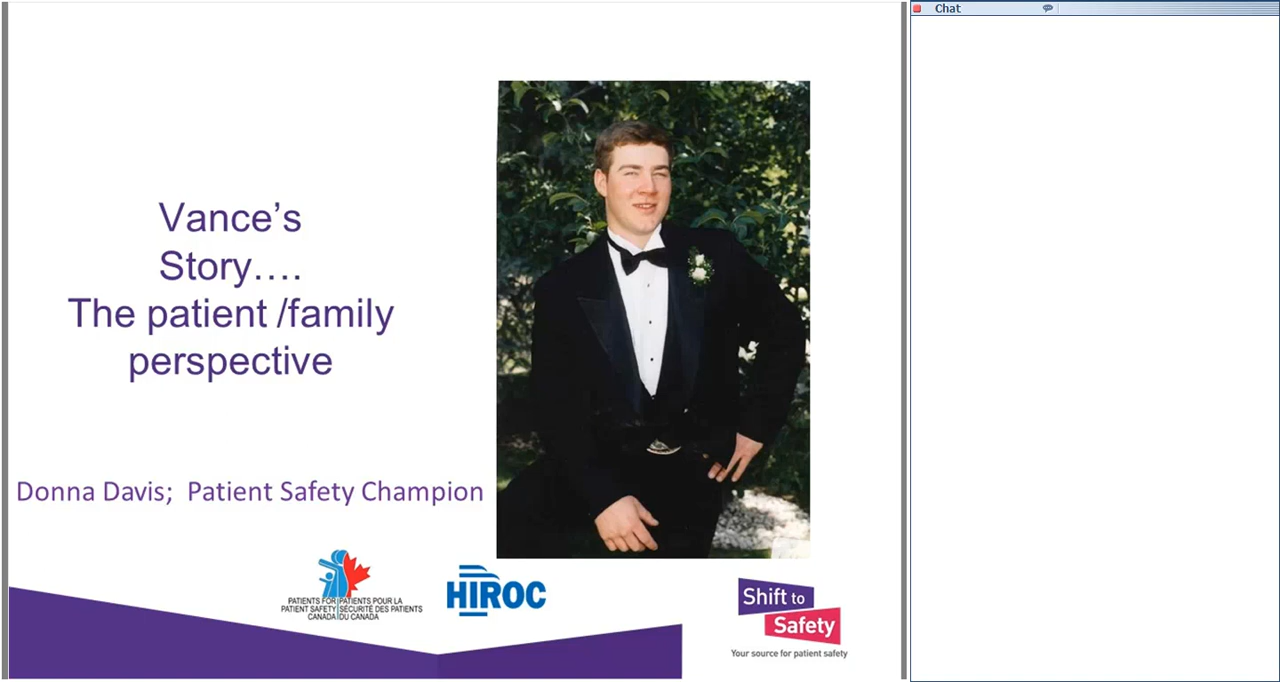 Chat
Vance's
Story....
The patient /family
perspective
Donna Davis;  Patient Safety Champion
PATIENTS FOR PATIENTS POUR LA
PATIENT SAFETY SÉCURITÉ DES PATIENTS
CANADA DU CANADA
HIROC
Shift to
Safety
Your source for patient safety